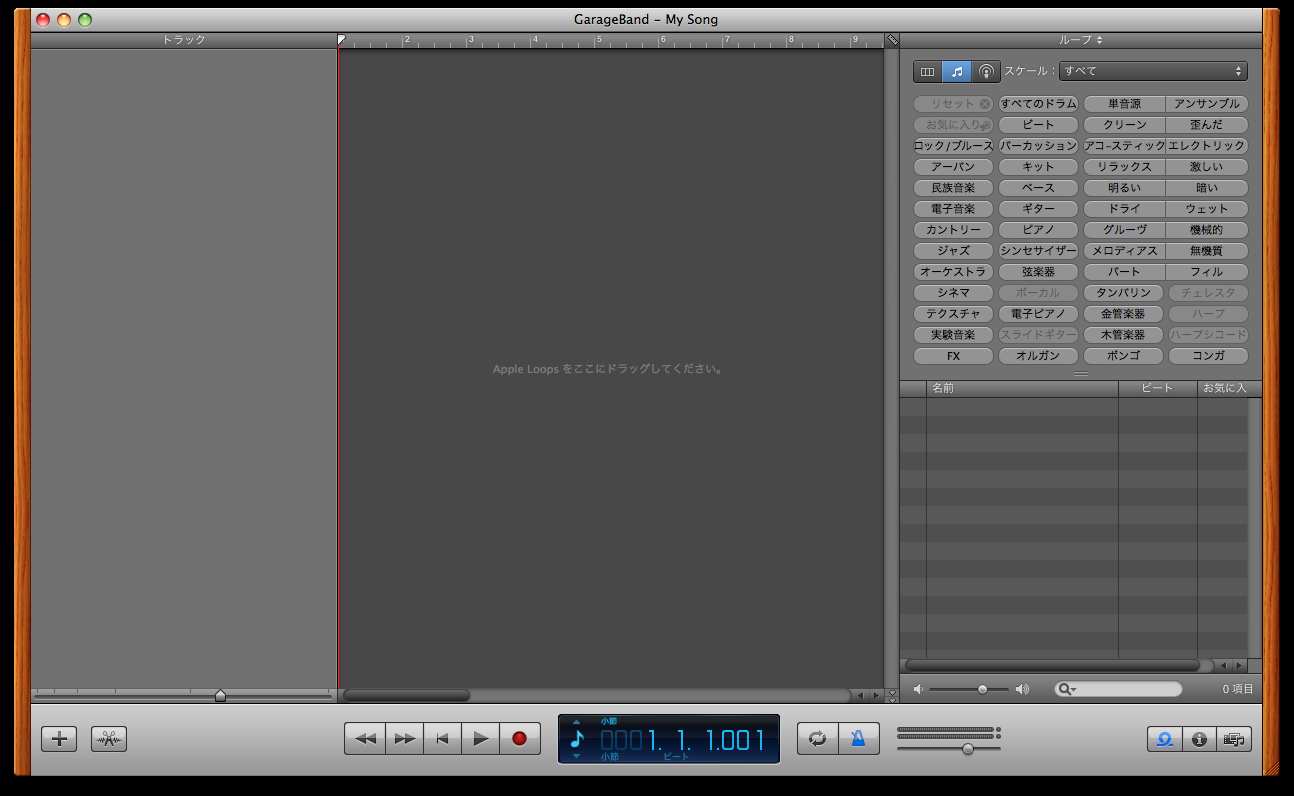 GarageBand – My Song
トラック
2 3 4 5 6 7 8 9
ループ
スケール： すべて
リセット すべてのドラム 単音源 アンサンブル
お気に入り ビート クリーン 歪んだ
ロック/ブルース パーカッション アコースティック エレクトリック
アーバン キット リラックス 激しい
民族音楽 ベース 明るい 暗い
電子音楽 ギター ドライ ウェット
カントリー ピアノ グルーヴ 機械的
ジャズ シンセサイザー メロディアス 無機質
オーケストラ 弦楽器 パート フィル
シネマ ボーカル タンバリン チェレスタ
テクスチャ 電子ピアノ 金管楽器 ハープ
実験音楽 スライドギター 木管楽器 ハープシコード
FX オルガン ボンゴ コンガ
Apple Loops をここにドラッグしてください。
名前 ビート お気に入
0 項目
小節
0001. 1. 1.001
小節 ビート